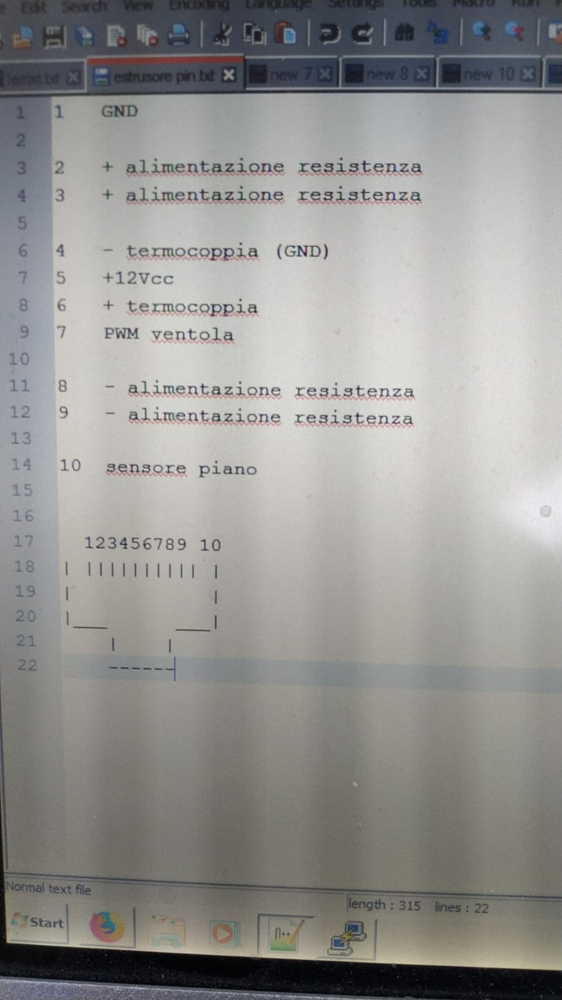 Edit Search View Encoding Language Settings Tools Macro Run
ferrari.txt estrusore pin.txt new 7 new 8 new 10
1 1 GND
2
3 2 + alimentazione resistenza
4 3 + alimentazione resistenza
5
6 4 - termocoppia (GND)
7 5 +12Vcc
8 6 + termocoppia
9 7 PWM ventola
10
11 8 - alimentazione resistenza
12 9 - alimentazione resistenza
13
14 10 sensore piano
15
16
17 123456789 10
18 | |||||||||| |
19 | |
20 |___ ___|
21 | |
22 ------
Normal text file
length : 315 lines : 22
Start
n++